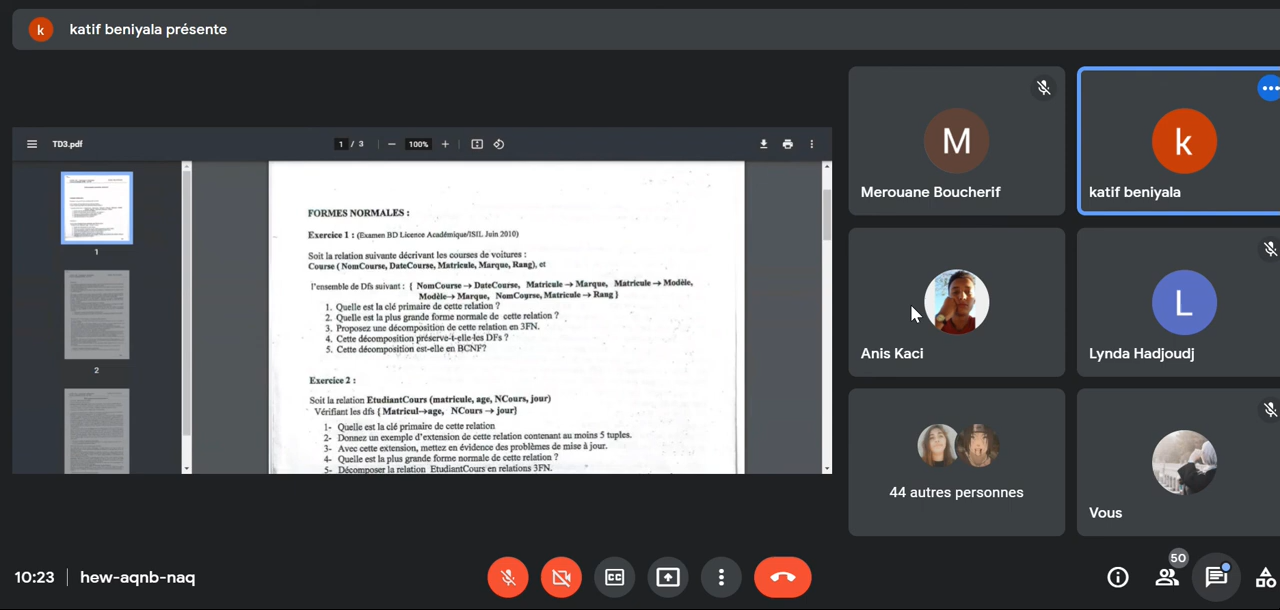 k katif beniyala présente
TD3.pdf
1 / 3
100%
1
2
FORMES NORMALES :
Exercice 1 : (Examen BD Licence Académique/ISIL Juin 2010)
Soit la relation suivante décrivant les courses de voitures :
Course ( NomCourse, DateCourse, Matricule, Marque, Rang), et
l'ensemble de Dfs suivant : { NomCourse → DateCourse, Matricule → Marque, Matricule → Modèle,
Modèle→ Marque, NomCourse, Matricule → Rang }
1. Quelle est la clé primaire de cette relation ?
2. Quelle est la plus grande forme normale de cette relation ?
3. Proposez une décomposition de cette relation en 3FN.
4. Cette décomposition préserve-t-elle les DFs ?
5. Cette décomposition est-elle en BCNF?
Exercice 2 :
Soit la relation EtudiantCours (matricule, age, NCours, jour)
Vérifiant les dfs { Matricul→age, NCours → jour}
1- Quelle est la clé primaire de cette relation
2- Donnez un exemple d'extension de cette relation contenant au moins 5 tuples.
3- Avec cette extension, mettez en évidence des problèmes de mise à jour.
4- Quelle est la plus grande forme normale de cette relation ?
5- Décomposer la relation EtudiantCours en relations 3FN.
M
Merouane Boucherif
k
katif beniyala
Anis Kaci
L
Lynda Hadjoudj
44 autres personnes
Vous
10:23 | hew-aqnb-naq
CC
50